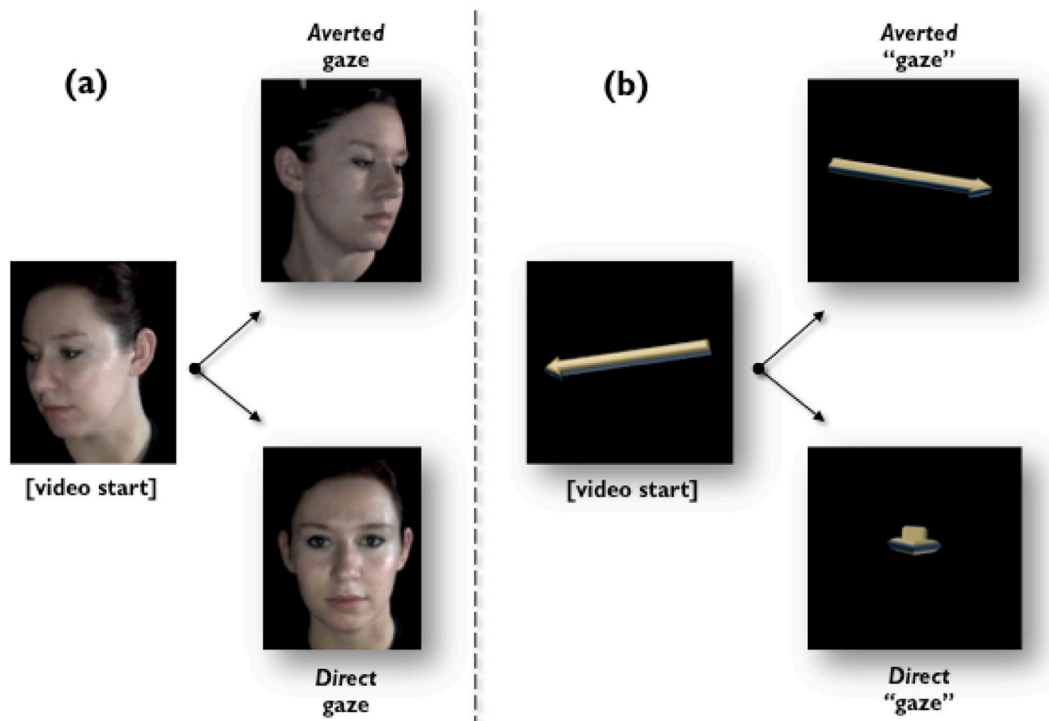 (a)
Averted
gaze
[video start]
Direct
gaze
(b)
Averted
“gaze”
[video start]
Direct
“gaze”